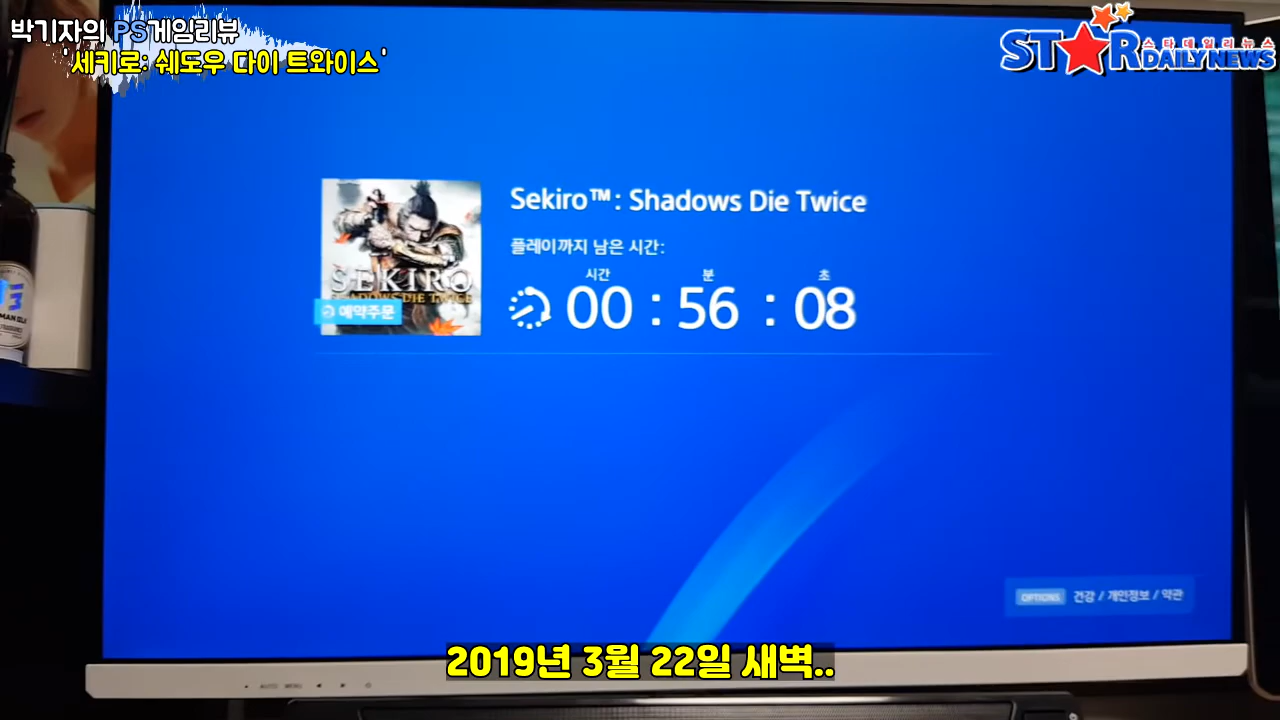 박기자의 PS게임리뷰
'세키로: 쉐도우 다이 트와이스'
STAR
스타데일리뉴스
DAILY NEWS
Sekiro™: Shadows Die Twice
플레이까지 남은 시간:
시간 분 초
00 : 56 : 08
SEKIRO
SHADOWS DIE TWICE
예약주문
OPTIONS 건강 / 개인정보 / 약관
AUTO MENU
2019년 3월 22일 새벽..